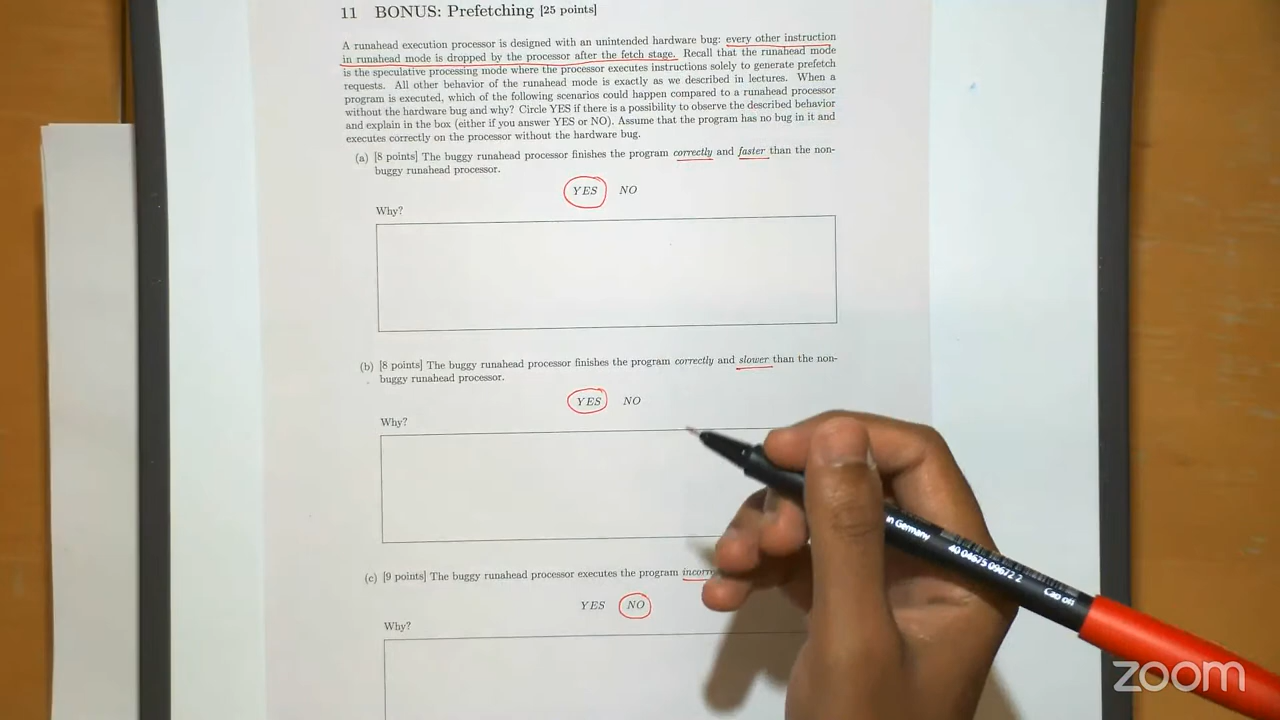 11 BONUS: Prefetching [25 points]
A runahead execution processor is designed with an unintended hardware bug: every other instruction
in runahead mode is dropped by the processor after the fetch stage. Recall that the runahead mode
is the speculative processing mode where the processor executes instructions solely to generate prefetch
requests. All other behavior of the runahead mode is exactly as we described in lectures. When a
program is executed, which of the following scenarios could happen compared to a runahead processor
without the hardware bug and why? Circle YES if there is a possibility to observe the described behavior
and explain in the box (either if you answer YES or NO). Assume that the program has no bug in it and
executes correctly on the processor without the hardware bug.
(a) [8 points] The buggy runahead processor finishes the program correctly and faster than the non-
buggy runahead processor.
YES NO
Why?
(b) [8 points] The buggy runahead processor finishes the program correctly and slower than the non-
buggy runahead processor.
YES NO
Why?
(c) [9 points] The buggy runahead processor executes the program incorr
YES NO
Why?
in Germany
40 04675 09672 2
Cap off
zoom